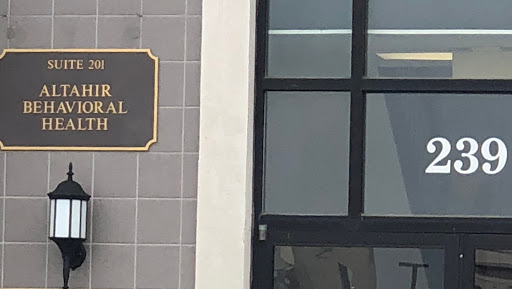 SUITE 201
ALTAHIR
BEHAVIORAL
HEALTH
239